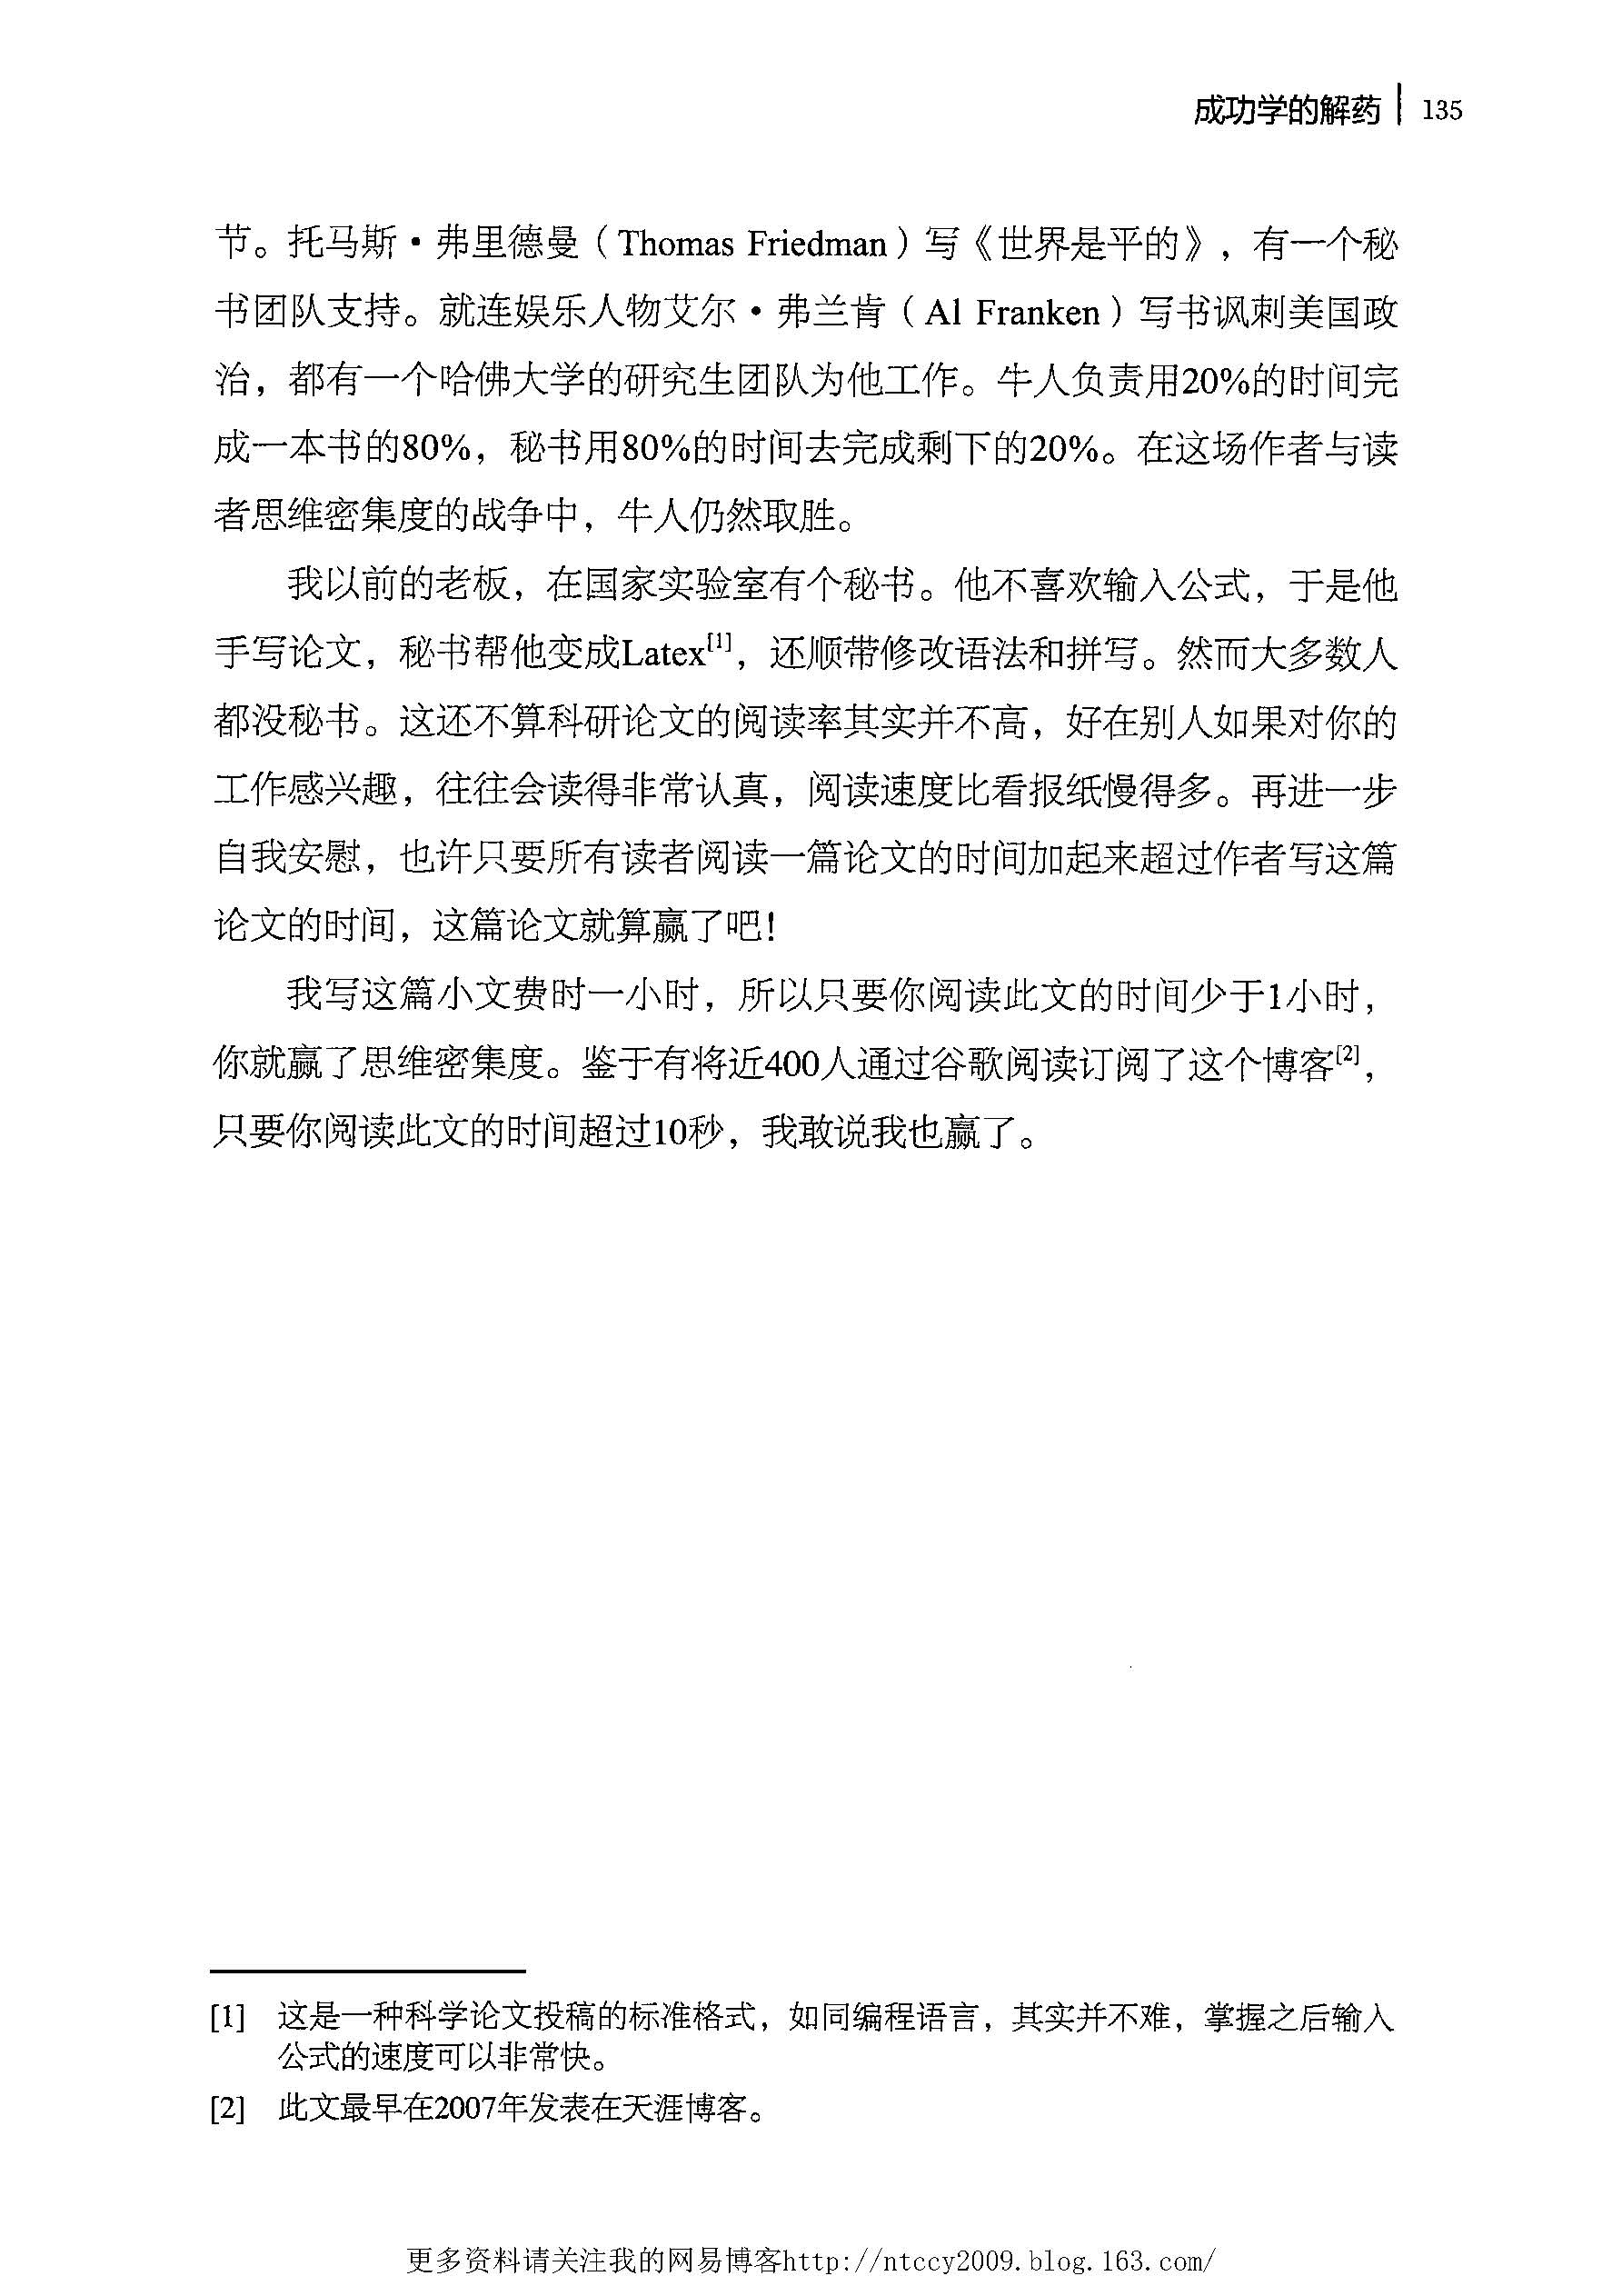 成功学的解药 135
节。托马斯·弗里德曼（Thomas Friedman）写《世界是平的》，有一个秘
书团队支持。就连娱乐人物艾尔·弗兰肯（Al Franken）写书讽刺美国政
治，都有一个哈佛大学的研究生团队为他工作。牛人负责用20%的时间完
成一本书的80%，秘书用80%的时间去完成剩下的20%。在这场作者与读
者思维密集度的战争中，牛人仍然取胜。
我以前的老板，在国家实验室有个秘书。他不喜欢输入公式，于是他
手写论文，秘书帮他变成Latex[1]，还顺带修改语法和拼写。然而大多数人
都没秘书。这还不算科研论文的阅读率其实并不高，好在别人如果对你的
工作感兴趣，往往会读得非常认真，阅读速度比看报纸慢得多。再进一步
自我安慰，也许只要所有读者阅读一篇论文的时间加起来超过作者写这篇
论文的时间，这篇论文就算赢了吧！
我写这篇小文费时一小时，所以只要你阅读此文的时间少于1小时，
你就赢了思维密集度。鉴于有将近400人通过谷歌阅读订阅了这个博客[2]，
只要你阅读此文的时间超过10秒，我敢说我也赢了。
[1] 这是一种科学论文投稿的标准格式，如同编程语言，其实并不难，掌握之后输入
公式的速度可以非常快。
[2] 此文最早在2007年发表在天涯博客。
更多资料请关注我的网易博客http://ntccy2009.blog.163.com/